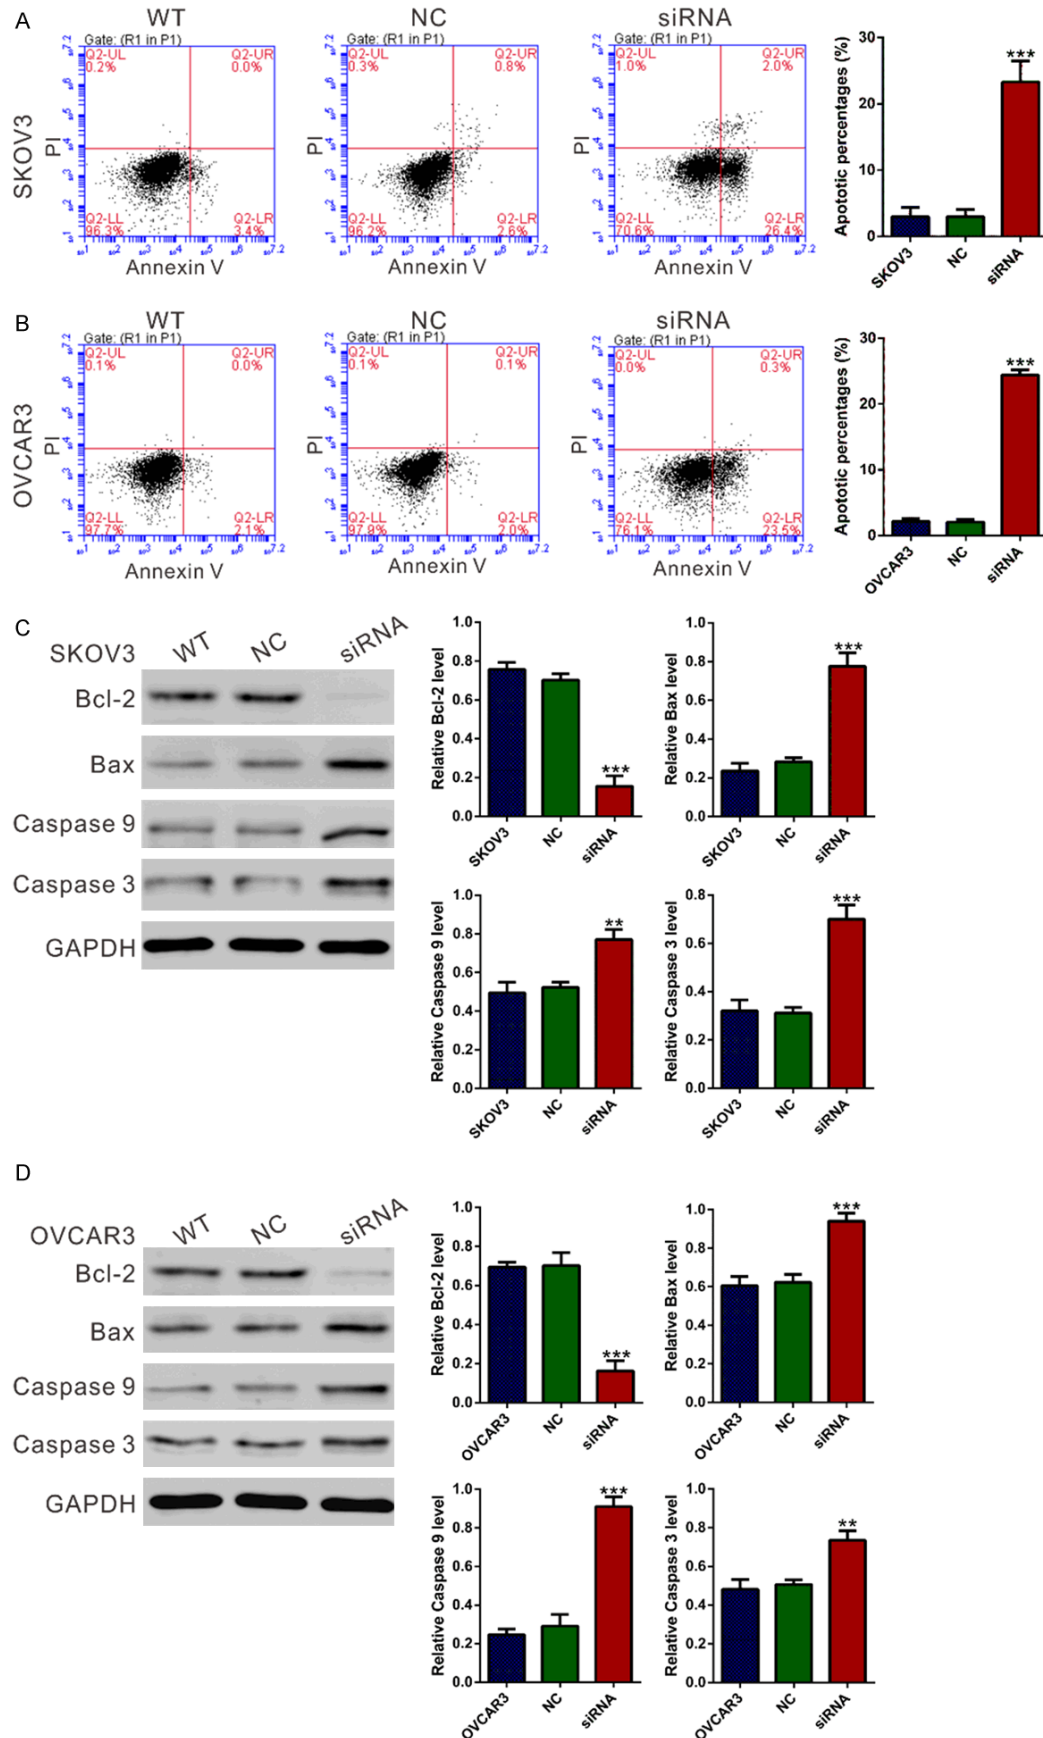 A
WT
NC
siRNA
SKOV3
Gate: (R1 in P1)
Q2-UL
0.2%
Q2-UR
0.0%
Q2-LL
96.3%
Q2-LR
3.4%
PI
Annexin V
Gate: (R1 in P1)
Q2-UL
0.3%
Q2-UR
0.8%
Q2-LL
96.2%
Q2-LR
2.6%
PI
Annexin V
Gate: (R1 in P1)
Q2-UL
1.0%
Q2-UR
2.0%
Q2-LL
70.6%
Q2-LR
26.4%
PI
Annexin V
Apoptotic percentages (%)
30
20
10
0
***
SKOV3
NC
siRNA
B
WT
NC
siRNA
OVCAR3
Gate: (R1 in P1)
Q2-UL
0.1%
Q2-UR
0.0%
Q2-LL
97.7%
Q2-LR
2.1%
PI
Annexin V
Gate: (R1 in P1)
Q2-UL
0.1%
Q2-UR
0.1%
Q2-LL
97.9%
Q2-LR
2.0%
PI
Annexin V
Gate: (R1 in P1)
Q2-UL
0.0%
Q2-UR
0.3%
Q2-LL
76.1%
Q2-LR
23.5%
PI
Annexin V
Apoptotic percentages (%)
30
20
10
0
***
OVCAR3
NC
siRNA
C
SKOV3
WT
NC
siRNA
Bcl-2
Bax
Caspase 9
Caspase 3
GAPDH
Relative Bcl-2 level
1.0
0.8
0.6
0.4
0.2
0.0
***
SKOV3
NC
siRNA
Relative Bax level
1.0
0.8
0.6
0.4
0.2
0.0
***
SKOV3
NC
siRNA
Relative Caspase 9 level
1.0
0.8
0.6
0.4
0.2
0.0
**
SKOV3
NC
siRNA
Relative Caspase 3 level
0.8
0.6
0.4
0.2
0.0
***
SKOV3
NC
siRNA
D
OVCAR3
WT
NC
siRNA
Bcl-2
Bax
Caspase 9
Caspase 3
GAPDH
Relative Bcl-2 level
1.0
0.8
0.6
0.4
0.2
0.0
***
OVCAR3
NC
siRNA
Relative Bax level
1.0
0.8
0.6
0.4
0.2
0.0
***
OVCAR3
NC
siRNA
Relative Caspase 9 level
1.0
0.8
0.6
0.4
0.2
0.0
***
OVCAR3
NC
siRNA
Relative Caspase 3 level
1.0
0.8
0.6
0.4
0.2
0.0
**
OVCAR3
NC
siRNA